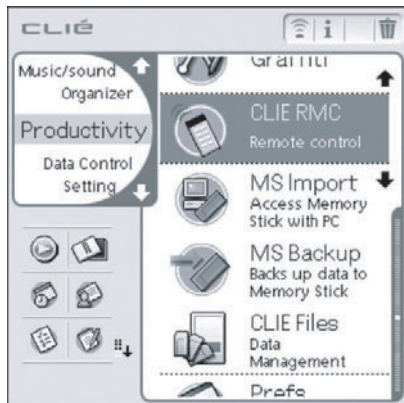 CLIÉ
i
Music/sound
Organizer
Productivity
Data Control
Setting
Graffiti
CLIE RMC
Remote control
MS Import
Access Memory
Stick with PC
MS Backup
Backs up data to
Memory Stick
CLIE Files
Data
Management
Prefs